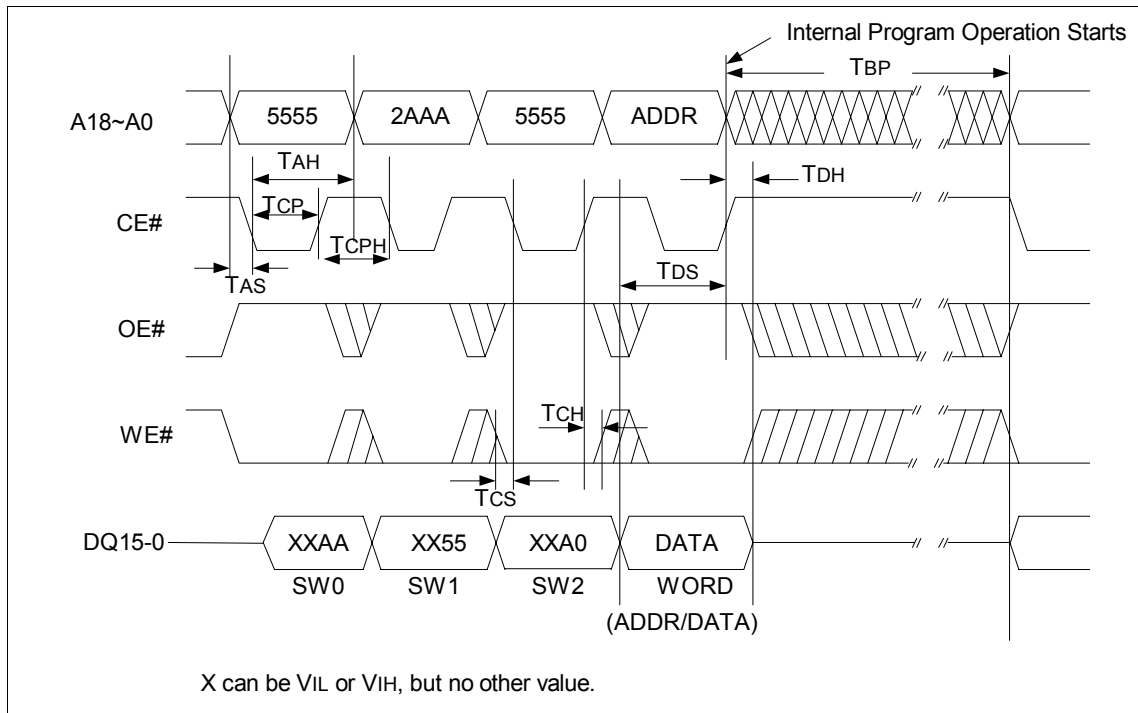 Internal Program Operation Starts
TBP
A18~A0
5555
2AAA
5555
ADDR
TAH
TDH
CE#
TCP
TCPH
TAS
TDS
OE#
WE#
TCH
TCS
DQ15-0
XXAA
XX55
XXA0
DATA
SW0
SW1
SW2
WORD
(ADDR/DATA)
X can be VIL or VIH, but no other value.